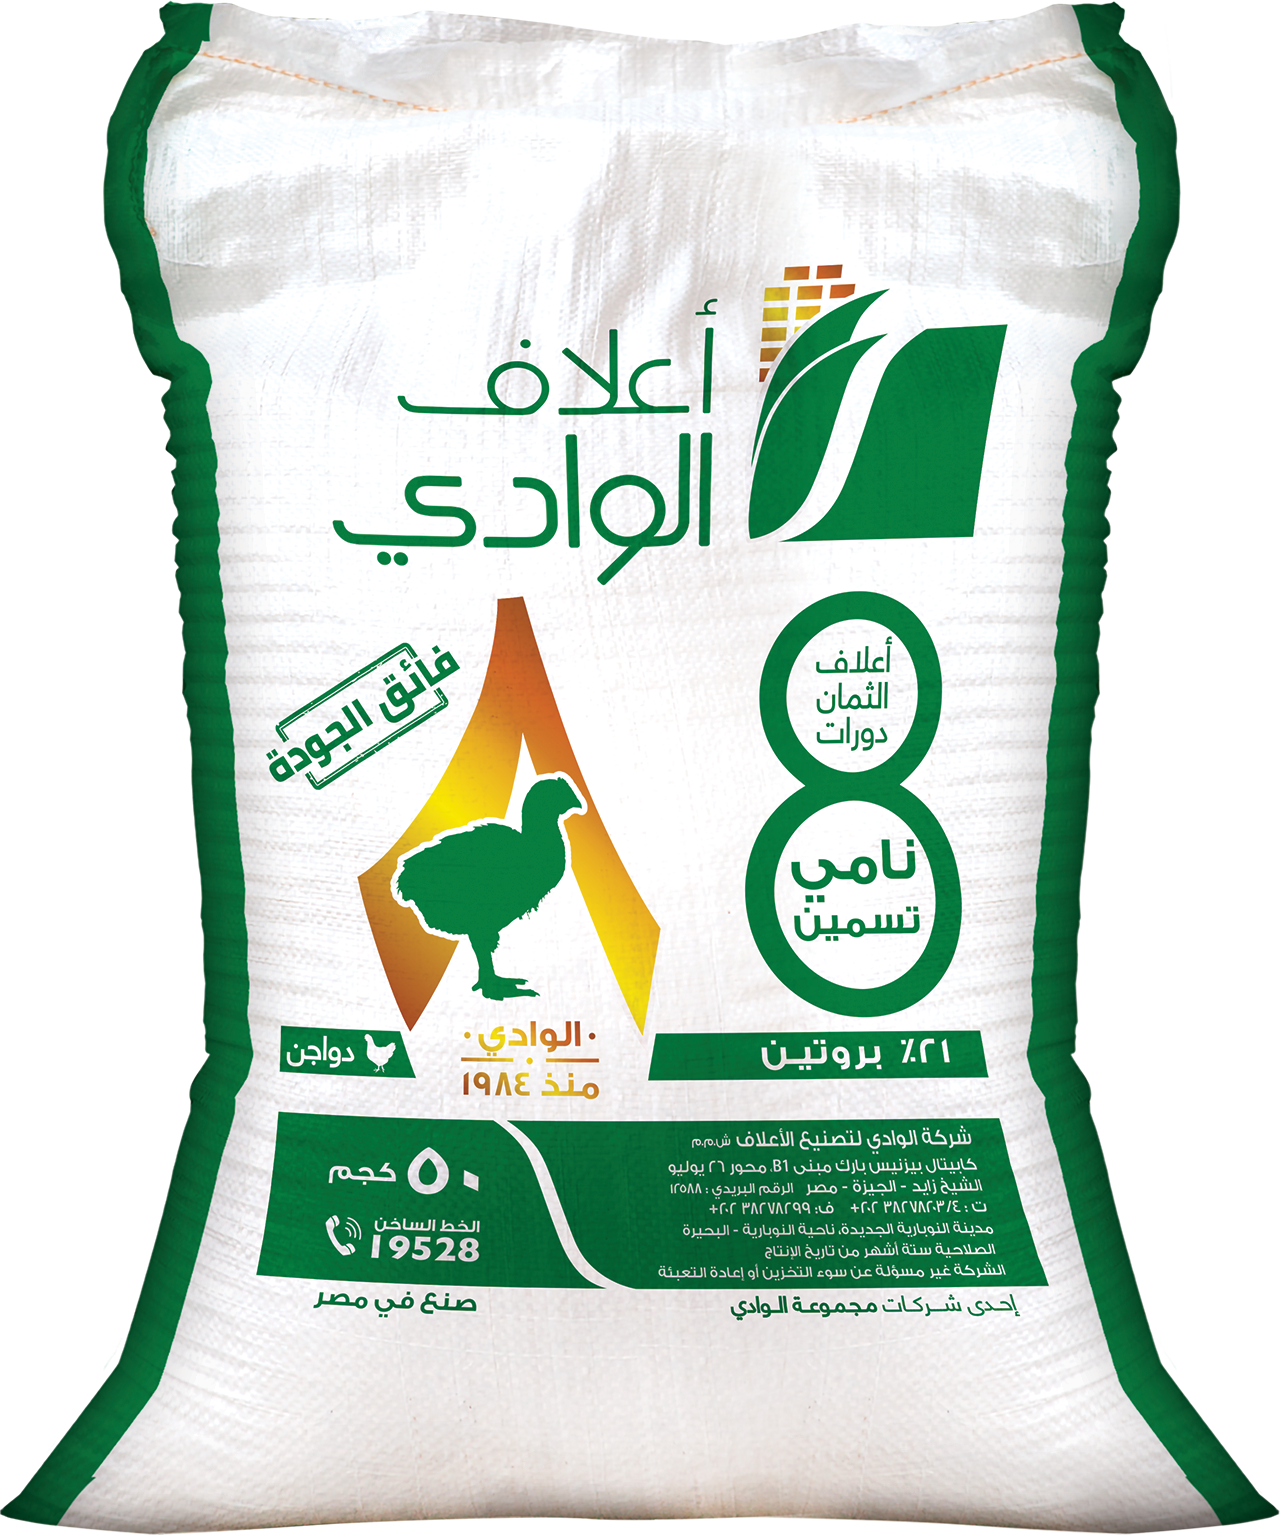 أعلاف
الوادي
فائق الجودة
8
أعلاف
الثمان
دورات
نامي
تسمين
٨
دواجن
الوادي
منذ ١٩٨٤
٢١٪ بروتين
شركة الوادي لتصنيع الأعلاف ش.م.م
كابيتال بيزنيس بارك مبنى B1، محور ٢٦ يوليو
الشيخ زايد - الجيزة - مصر الرقم البريدي : ١٢٥٨٨
ت : ٣٨٢٧٨٢٠٣/٤ ٢٠٢+ ف: ٣٨٢٧٨٢٩٩ ٢٠٢+
مدينة النوبارية الجديدة، ناحية النوبارية - البحيرة
الصلاحية ستة أشهر من تاريخ الإنتاج
الشركة غير مسؤلة عن سوء التخزين أو إعادة التعبئة
٥٠ كجم
الخط الساخن
19528
إحدى شركات مجموعة الوادي
صنع في مصر